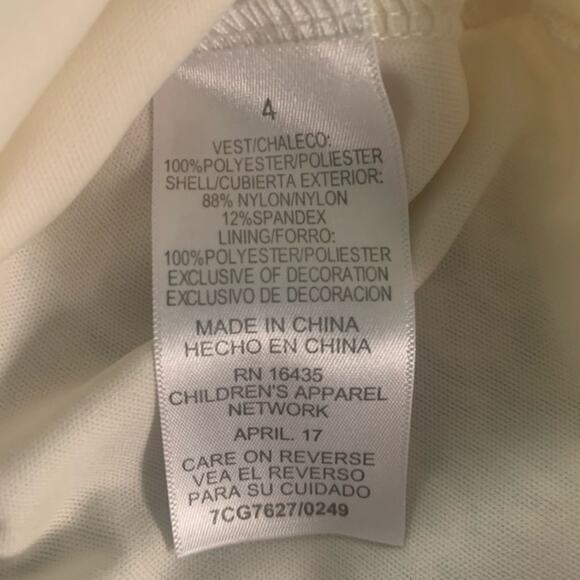 4
VEST/CHALECO:
100%POLYESTER/POLIESTER
SHELL/CUBIERTA EXTERIOR:
88% NYLON/NYLON
12%SPANDEX
LINING/FORRO:
100%POLYESTER/POLIESTER
EXCLUSIVE OF DECORATION
EXCLUSIVO DE DECORACION
MADE IN CHINA
HECHO EN CHINA
RN 16435
CHILDREN'S APPAREL
NETWORK
APRIL. 17
CARE ON REVERSE
VEA EL REVERSO
PARA SU CUIDADO
7CG7627/0249